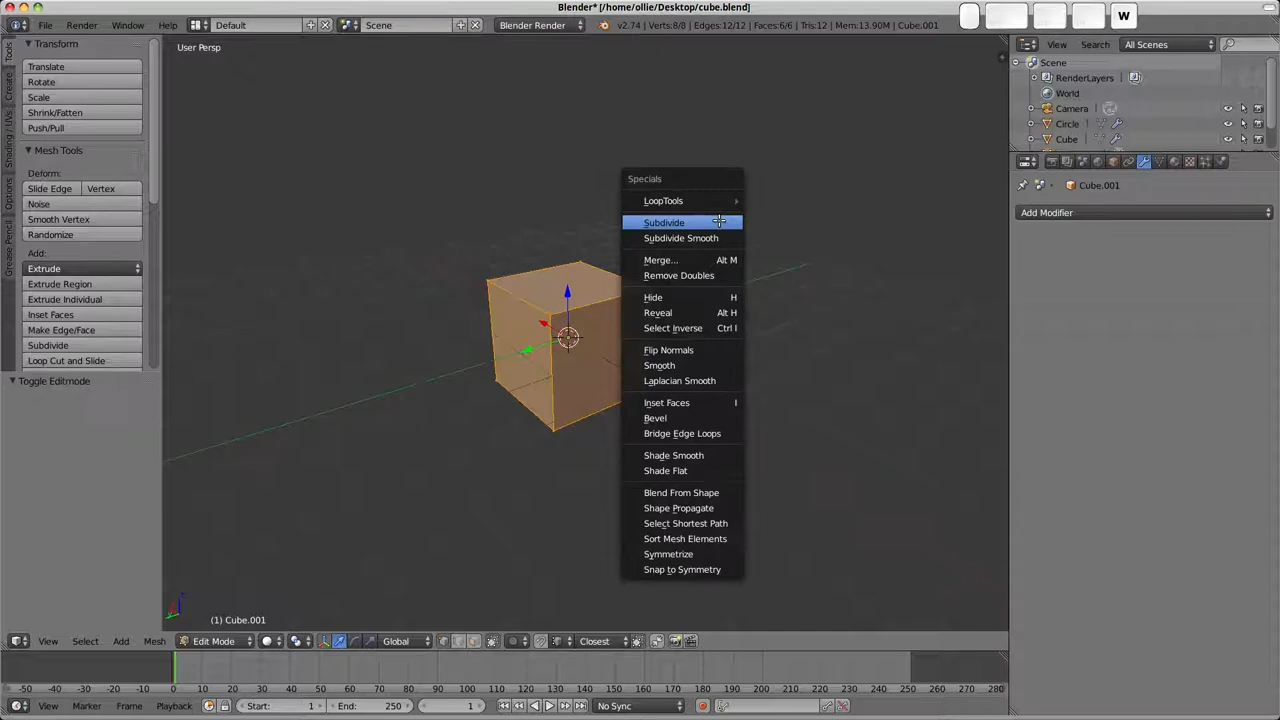 Blender* [/home/ollie/Desktop/cube.blend]
File Render Window Help Default Scene Blender Render v2.74 | Verts:8/8 | Edges:12/12 | Faces:6/6 | Tris:12 | Mem:13.90M | Cube.001
W
Tools
Create
Shading / UVs
Options
Grease Pencil
Transform
Translate
Rotate
Scale
Shrink/Fatten
Push/Pull
Mesh Tools
Deform:
Slide Edge Vertex
Noise
Smooth Vertex
Randomize
Add:
Extrude
Extrude Region
Extrude Individual
Inset Faces
Make Edge/Face
Subdivide
Loop Cut and Slide
Toggle Editmode
User Persp
Specials
LoopTools
Subdivide
Subdivide Smooth
Merge... Alt M
Remove Doubles
Hide H
Reveal Alt H
Select Inverse Ctrl I
Flip Normals
Smooth
Laplacian Smooth
Inset Faces I
Bevel
Bridge Edge Loops
Shade Smooth
Shade Flat
Blend From Shape
Shape Propagate
Select Shortest Path
Sort Mesh Elements
Symmetrize
Snap to Symmetry
(1) Cube.001
View Select Add Mesh Edit Mode Global Closest
View Search All Scenes
Scene
RenderLayers
World
Camera
Circle
Cube
Cube.001
Add Modifier
-50 -40 -30 -20 -10 0 10 20 30 40 50 60 70 80 90 100 110 120 130 140 150 160 170 180 190 200 210 220 230 240 250 260 270 280
View Marker Frame Playback Start: 1 End: 250 1 No Sync